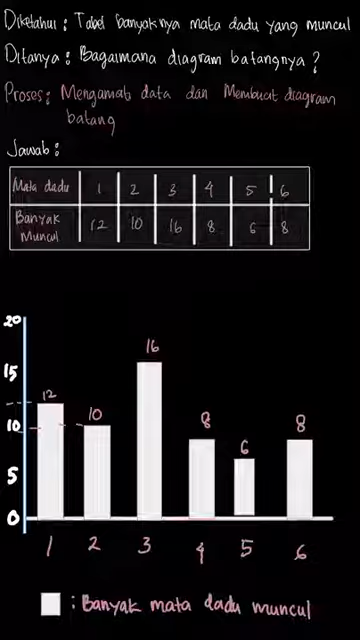 Diketahui : Tabel banyaknya mata dadu yang muncul
Ditanya : Bagaimana diagram batangnya ?
Proses : Mengamati data dan Membuat diagram
batang
Jawab :
Mata dadu 1 2 3 4 5 6
Banyak Muncul 12 10 16 8 6 8
20
15
10
5
0
12
10
16
8
6
8
1 2 3 4 5 6
: Banyak mata dadu muncul